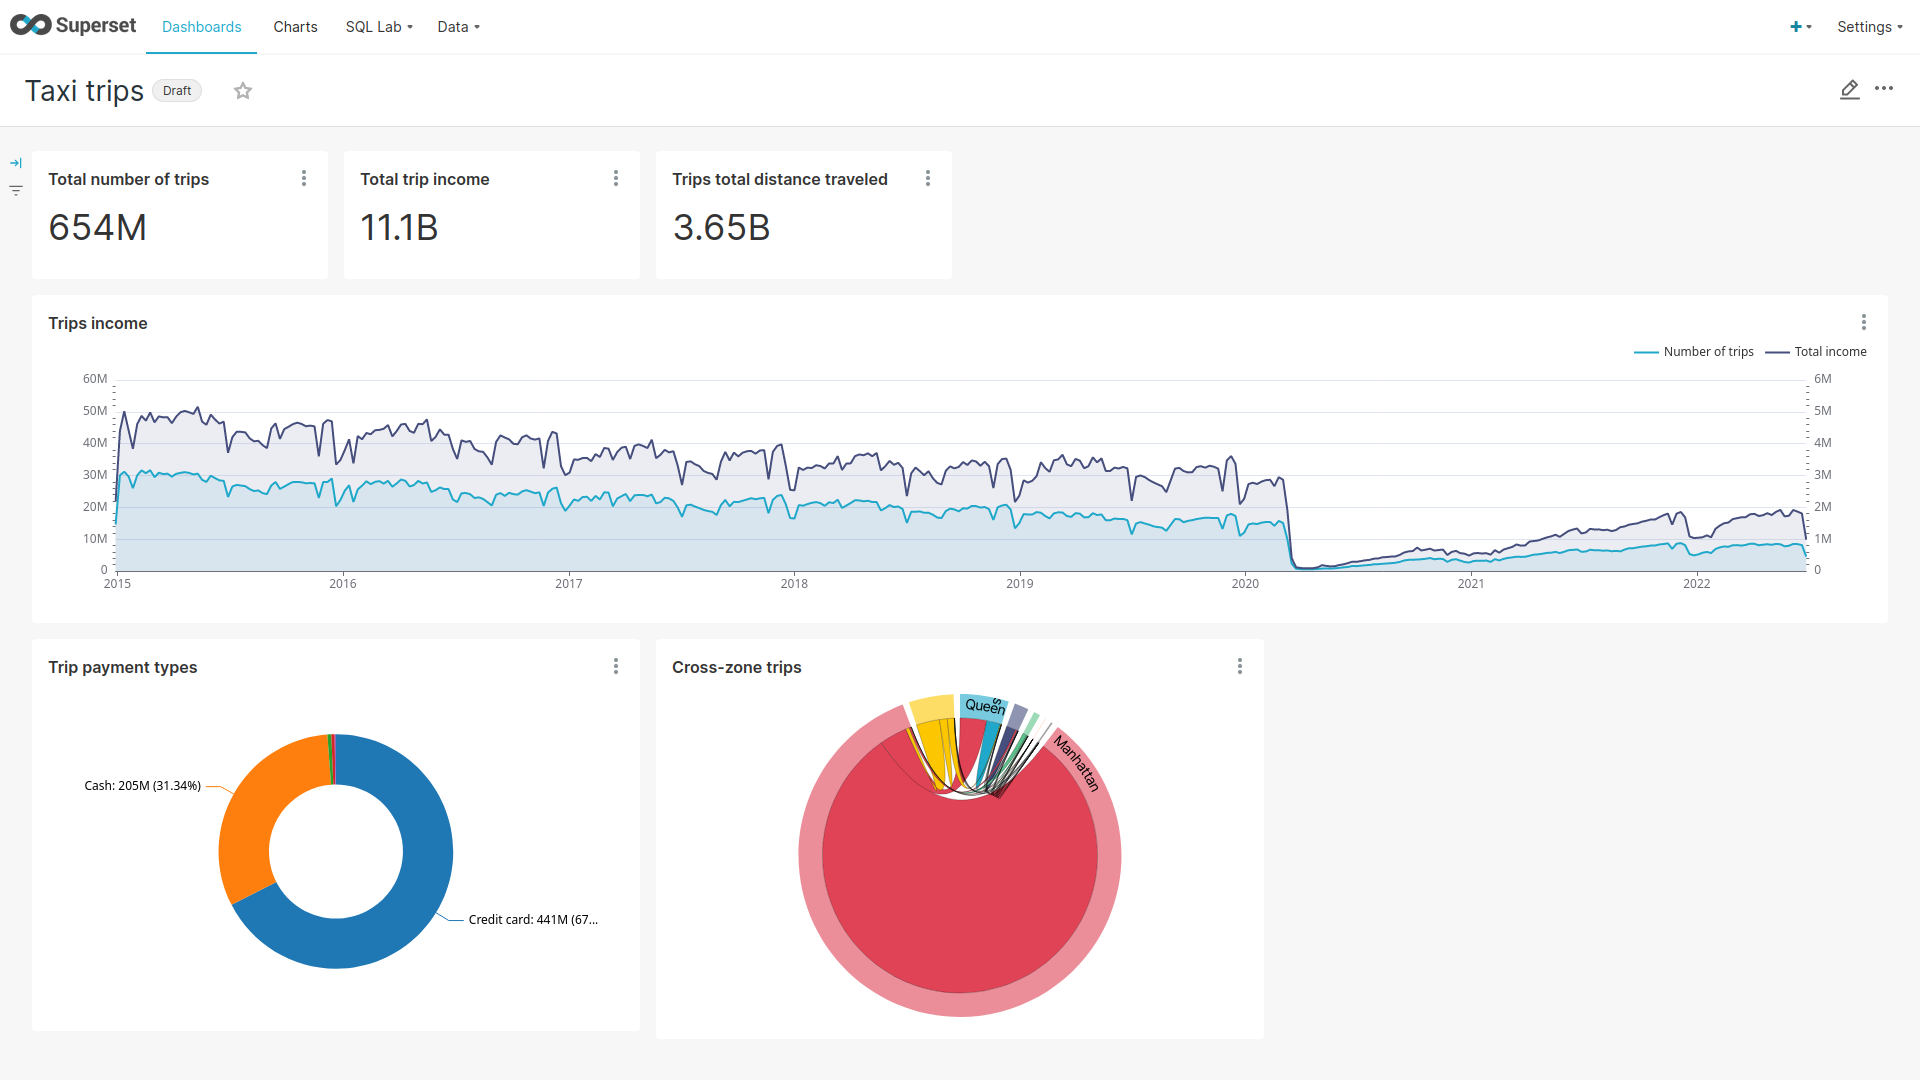 Superset Dashboards Charts SQL Lab Data + Settings
Taxi trips Draft
Total number of trips
654M
Total trip income
11.1B
Trips total distance traveled
3.65B
Trips income
Number of trips Total income
60M 6M
50M 5M
40M 4M
30M 3M
20M 2M
10M 1M
0 0
2015 2016 2017 2018 2019 2020 2021 2022
Trip payment types
Cash: 205M (31.34%)
Credit card: 441M (67...
Cross-zone trips
Queens
Manhattan